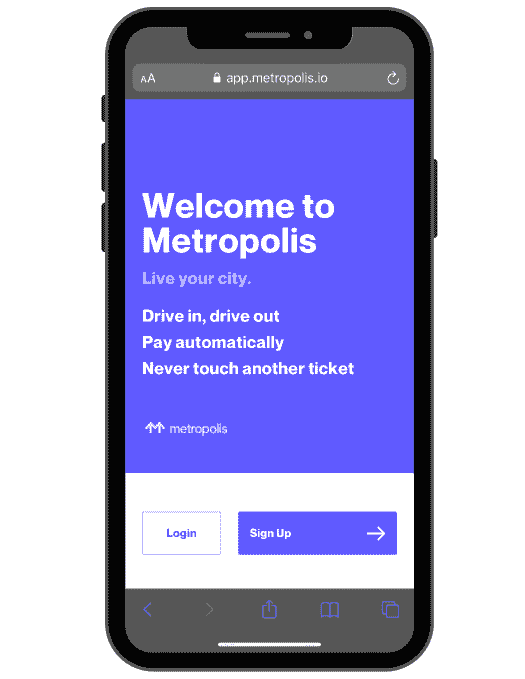 AA app.metropolis.io
Welcome to
Metropolis
Live your city.
Drive in, drive out
Pay automatically
Never touch another ticket
metropolis
Login Sign Up